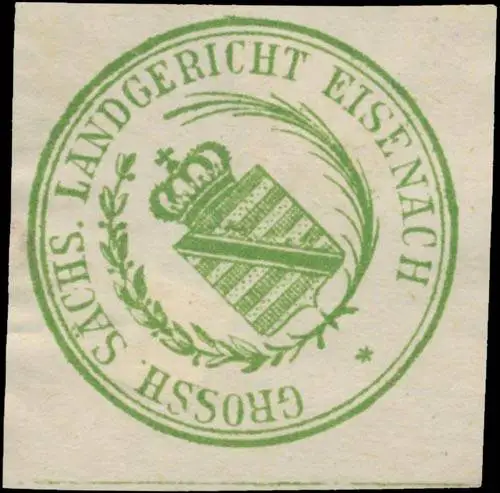 GROSSH. SÄCHS. LANDGERICHT EISENACH *